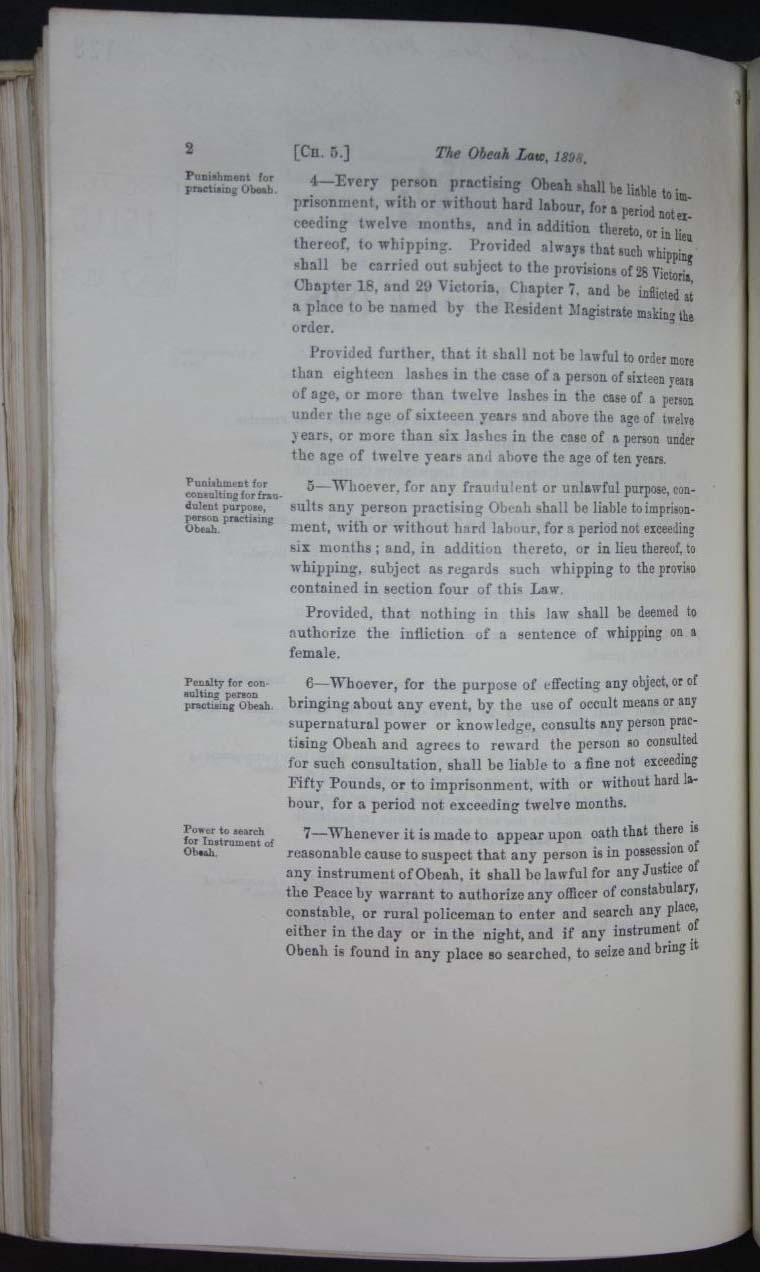 2 [CH. 5.] The Obeah Law, 1898.
Punishment for
practising Obeah.
4—Every person practising Obeah shall be liable to im-
prisonment, with or without hard labour, for a period not ex-
ceeding twelve months, and in addition thereto, or in lieu
thereof, to whipping. Provided always that such whipping
shall be carried out subject to the provisions of 28 Victoria,
Chapter 18, and 29 Victoria, Chapter 7, and be inflicted at
a place to be named by the Resident Magistrate making the
order.
Provided further, that it shall not be lawful to order more
than eighteen lashes in the case of a person of sixteen years
of age, or more than twelve lashes in the case of a person
under the age of sixteeen years and above the age of twelve
years, or more than six lashes in the case of a person under
the age of twelve years and above the age of ten years.
Punishment for
consulting for frau-
dulent purpose,
person practising
Obeah.
5—Whoever, for any fraudulent or unlawful purpose, con-
sults any person practising Obeah shall be liable to imprison-
ment, with or without hard labour, for a period not exceeding
six months; and, in addition thereto, or in lieu thereof, to
whipping, subject as regards such whipping to the proviso
contained in section four of this Law.
Provided, that nothing in this law shall be deemed to
authorize the infliction of a sentence of whipping on a
female.
Penalty for con-
sulting person
practising Obeah.
6—Whoever, for the purpose of effecting any object, or of
bringing about any event, by the use of occult means or any
supernatural power or knowledge, consults any person prac-
tising Obeah and agrees to reward the person so consulted
for such consultation, shall be liable to a fine not exceeding
Fifty Pounds, or to imprisonment, with or without hard la-
bour, for a period not exceeding twelve months.
Power to search
for Instrument of
Obeah.
7—Whenever it is made to appear upon oath that there is
reasonable cause to suspect that any person is in possession of
any instrument of Obeah, it shall be lawful for any Justice of
the Peace by warrant to authorize any officer of constabulary,
constable, or rural policeman to enter and search any place,
either in the day or in the night, and if any instrument of
Obeah is found in any place so searched, to seize and bring it